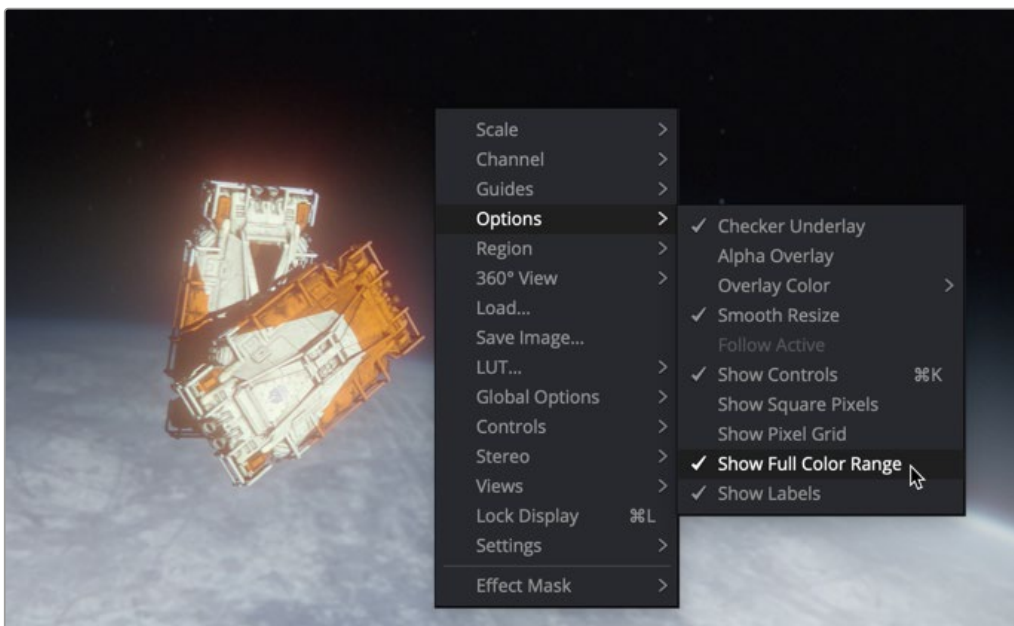 Scale
Channel
Guides
Options
Region
360° View
Load...
Save Image...
LUT...
Global Options
Controls
Stereo
Views
Lock Display ⌘L
Settings
Effect Mask
✓ Checker Underlay
Alpha Overlay
Overlay Color
✓ Smooth Resize
Follow Active
✓ Show Controls ⌘K
Show Square Pixels
Show Pixel Grid
✓ Show Full Color Range
✓ Show Labels